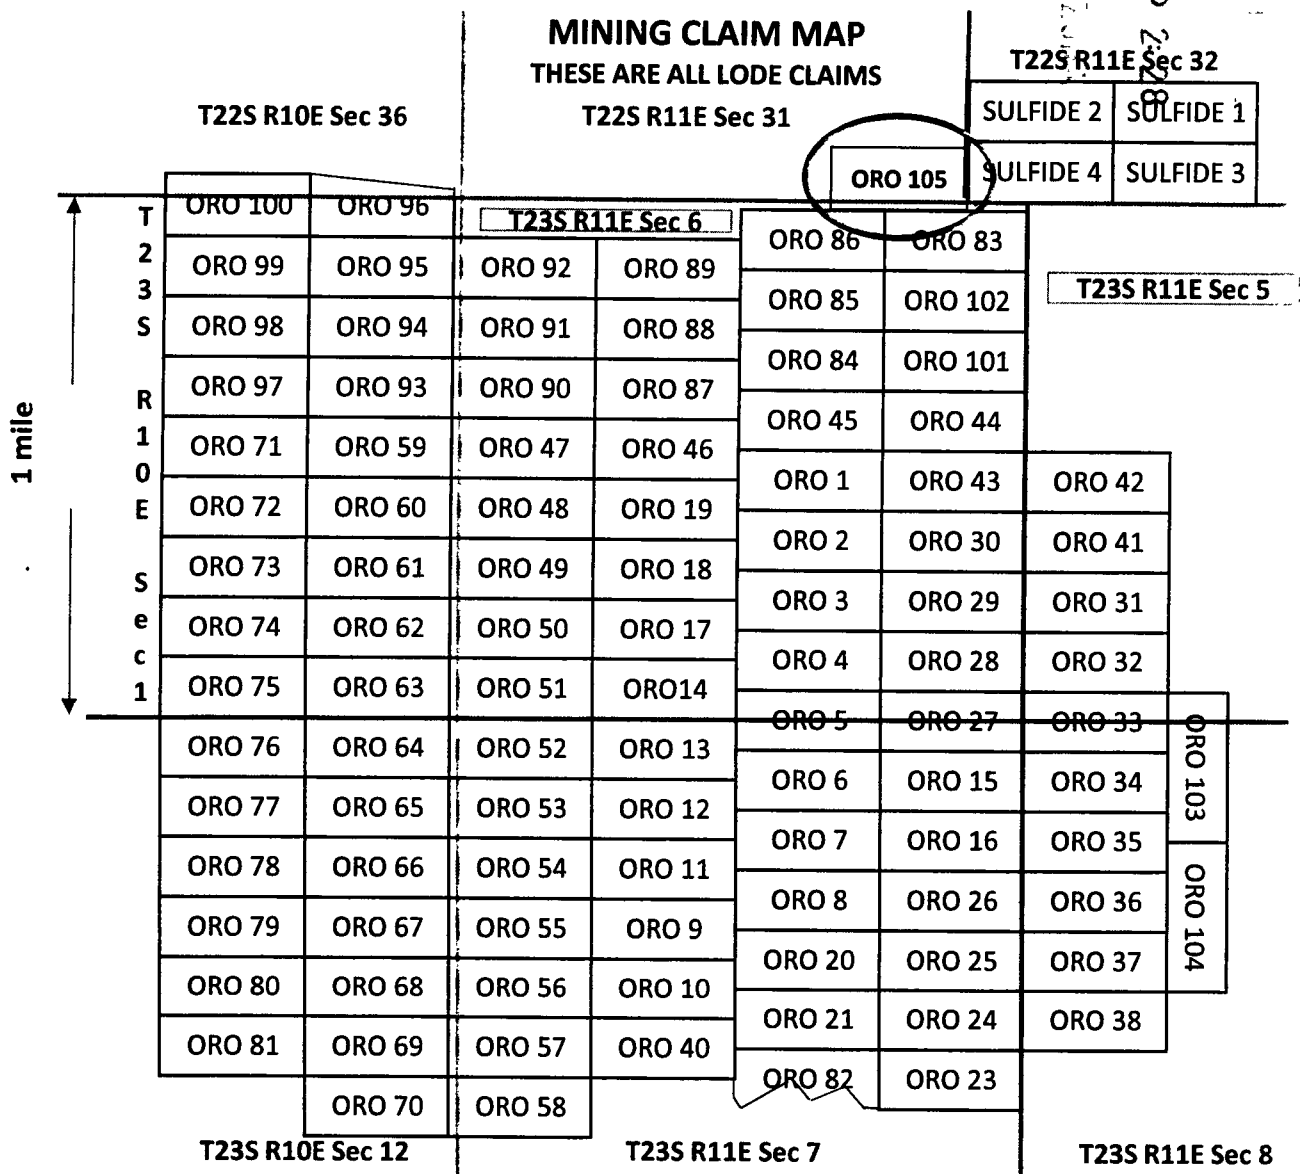 MINING CLAIM MAP
THESE ARE ALL LODE CLAIMS
T22S R10E Sec 36
T22S R11E Sec 31
T22S R11E Sec 32
2:28
SULFIDE 2 SULFIDE 1
SULFIDE 4 SULFIDE 3
ORO 105
1 mile
T23S R10E Sec1
T23S R11E Sec 6
T23S R11E Sec 5
ORO 100 ORO 96
ORO 86 ORO 83
ORO 99 ORO 95 ORO 92 ORO 89
ORO 85 ORO 102
ORO 98 ORO 94 ORO 91 ORO 88
ORO 84 ORO 101
ORO 97 ORO 93 ORO 90 ORO 87
ORO 45 ORO 44
ORO 71 ORO 59 ORO 47 ORO 46
ORO 1 ORO 43 ORO 42
ORO 72 ORO 60 ORO 48 ORO 19
ORO 2 ORO 30 ORO 41
ORO 73 ORO 61 ORO 49 ORO 18
ORO 3 ORO 29 ORO 31
ORO 74 ORO 62 ORO 50 ORO 17
ORO 4 ORO 28 ORO 32
ORO 75 ORO 63 ORO 51 ORO14
ORO 5 ORO 27 ORO 33
ORO 103
ORO 76 ORO 64 ORO 52 ORO 13
ORO 6 ORO 15 ORO 34
ORO 77 ORO 65 ORO 53 ORO 12
ORO 7 ORO 16 ORO 35
ORO 104
ORO 78 ORO 66 ORO 54 ORO 11
ORO 8 ORO 26 ORO 36
ORO 79 ORO 67 ORO 55 ORO 9
ORO 20 ORO 25 ORO 37
ORO 80 ORO 68 ORO 56 ORO 10
ORO 21 ORO 24 ORO 38
ORO 81 ORO 69 ORO 57 ORO 40
ORO 82 ORO 23
ORO 70 ORO 58
T23S R10E Sec 12
T23S R11E Sec 7
T23S R11E Sec 8